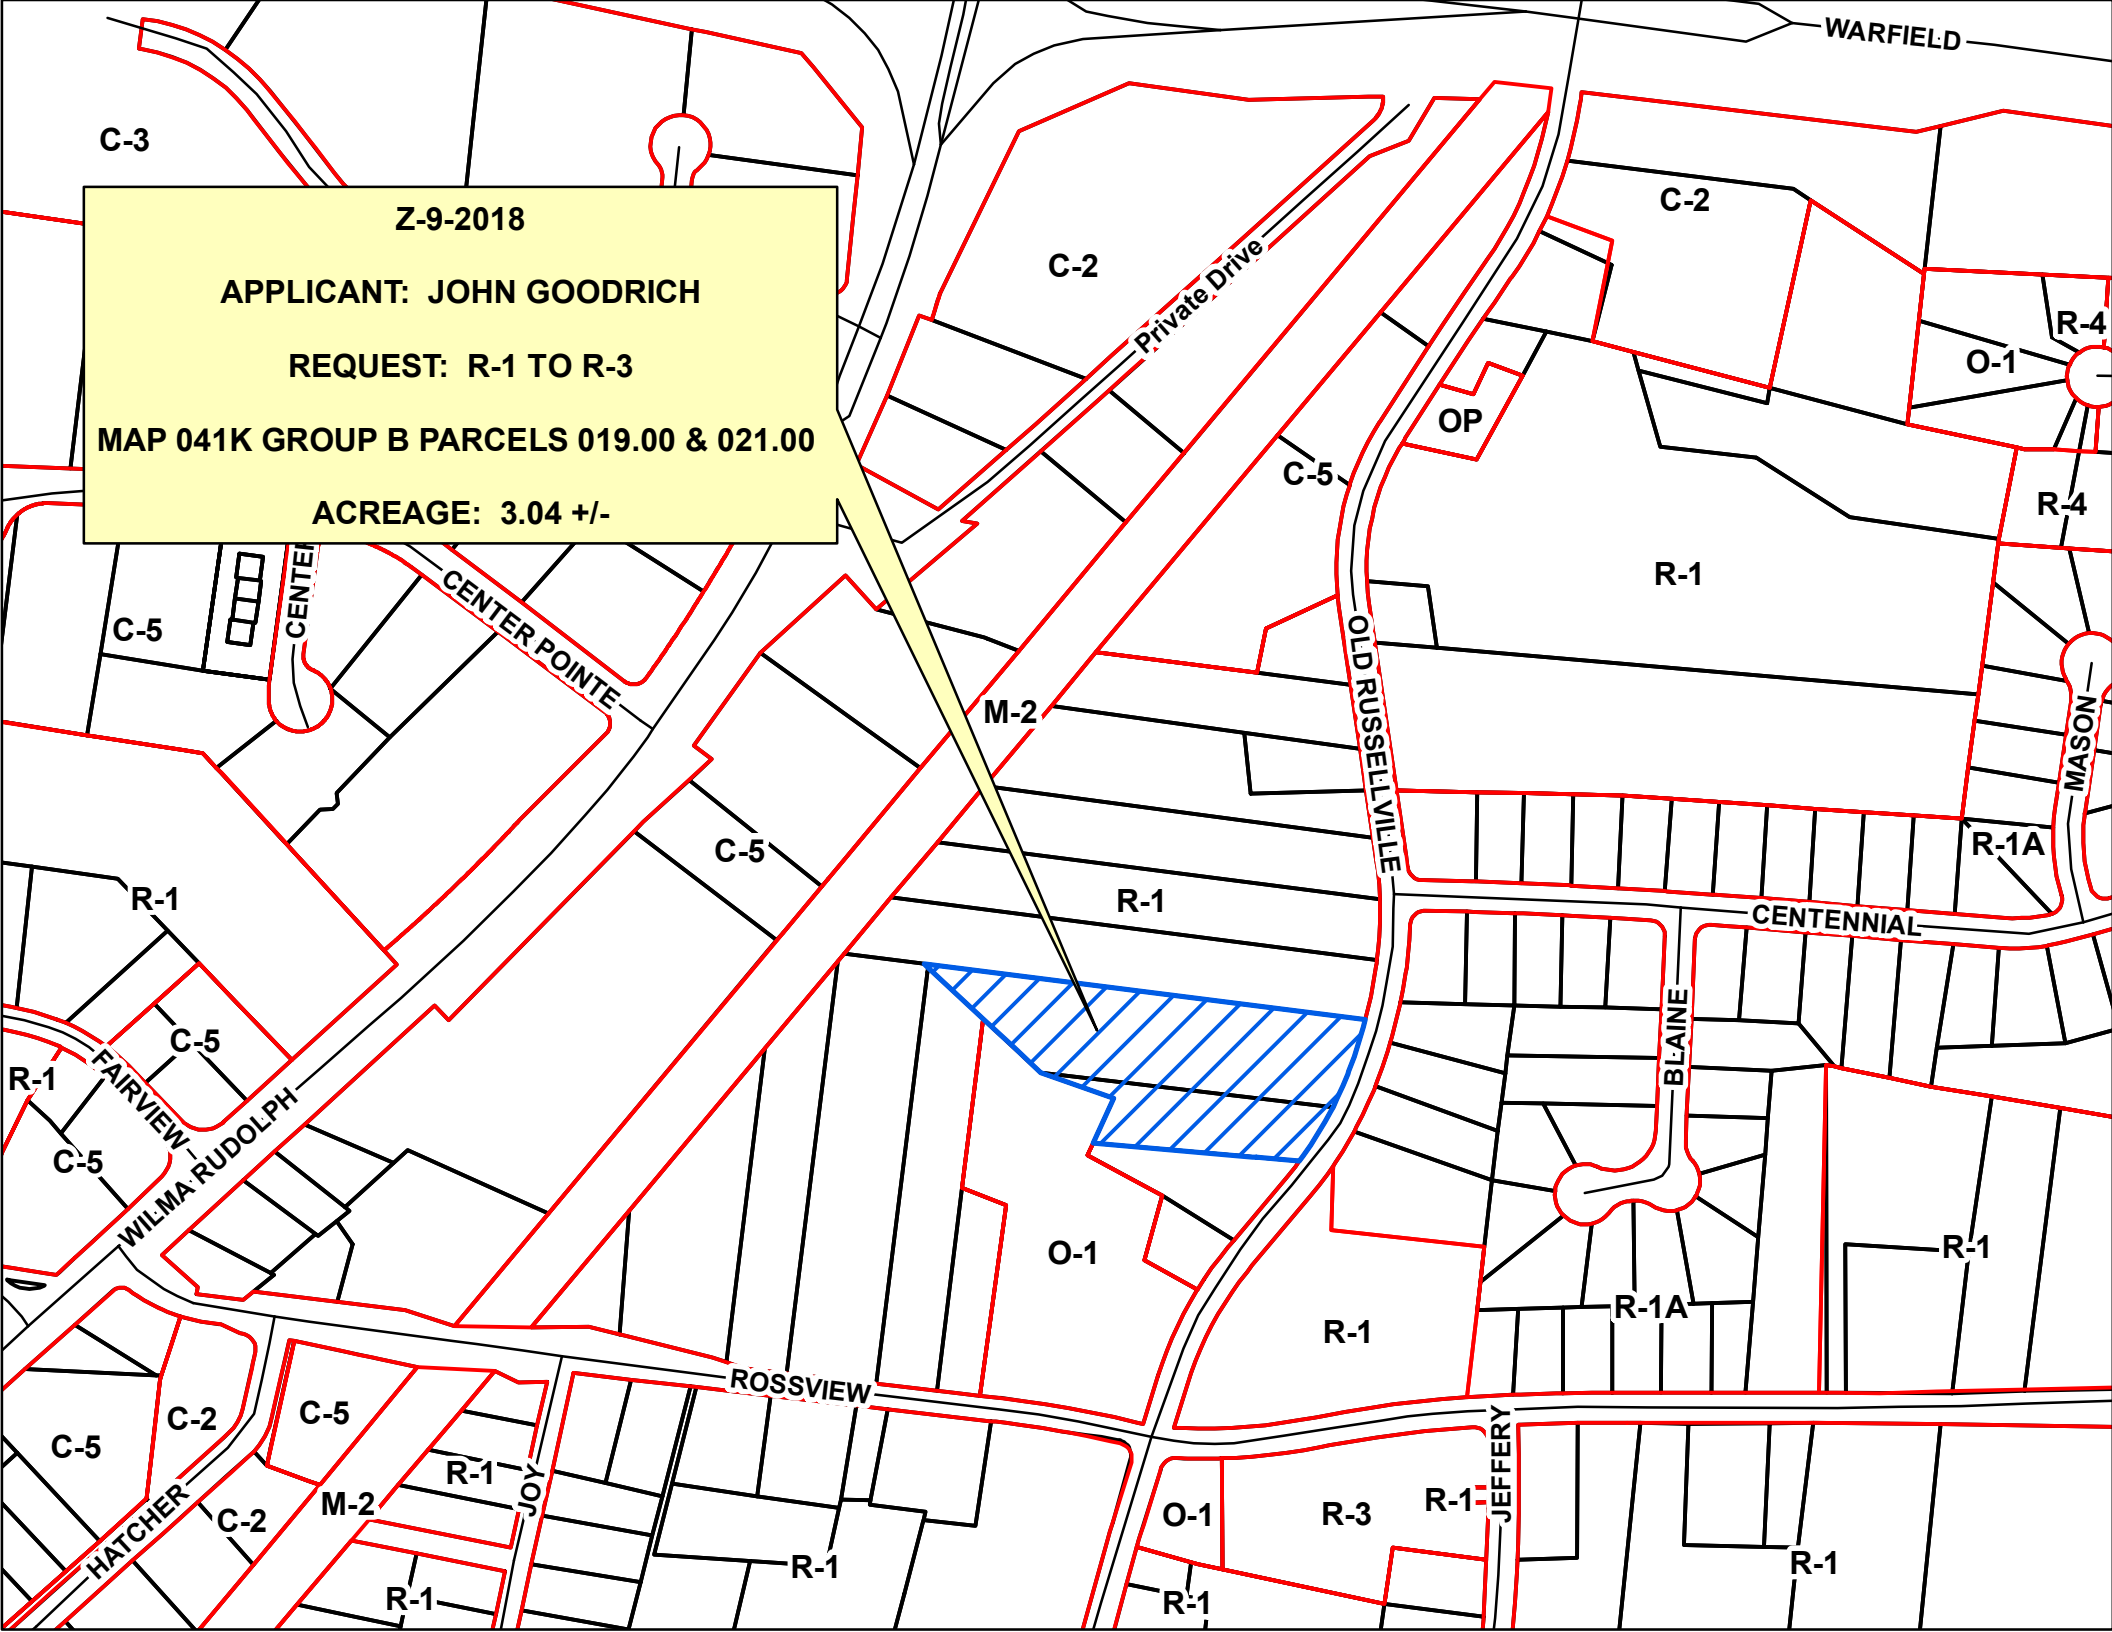 WARFIELD
C-3
C-2
Z-9-2018
APPLICANT:  JOHN GOODRICH
REQUEST:  R-1 TO R-3
MAP 041K GROUP B PARCELS 019.00 & 021.00
ACREAGE:  3.04 +/-
C-2
Private Drive
R-4
O-1
OP
C-5
R-4
R-1
CENTER
CENTER POINTE
C-5
OLD RUSSELLVILLE
M-2
MASON
C-5
R-1A
R-1
R-1
CENTENNIAL
C-5
BLAINE
R-1
FAIRVIEW
C-5
WILMA RUDOLPH
O-1
R-1
R-1A
R-1
ROSSVIEW
C-2
C-5
C-5
R-1
JOY
M-2
C-2
HATCHER
R-1
R-1
O-1
R-3
R-1
JEFFERY
R-1
R-1